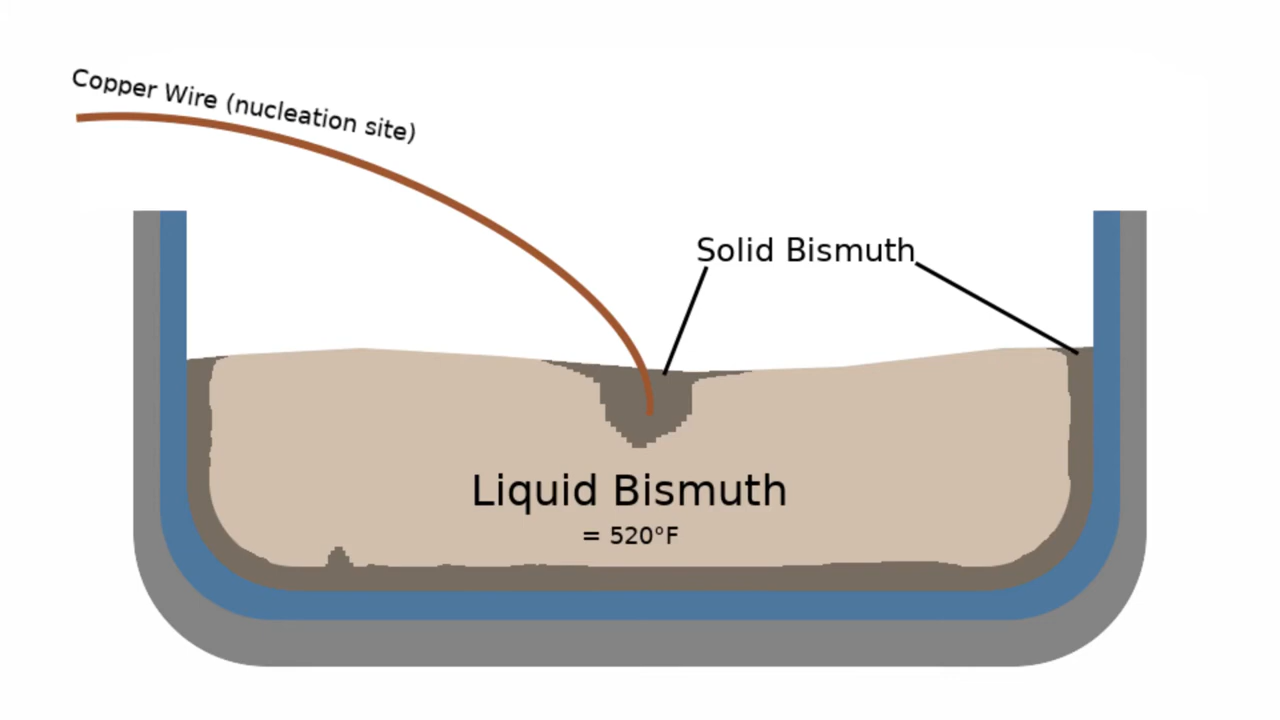 Copper Wire (nucleation site)
Solid Bismuth
Liquid Bismuth
= 520°F